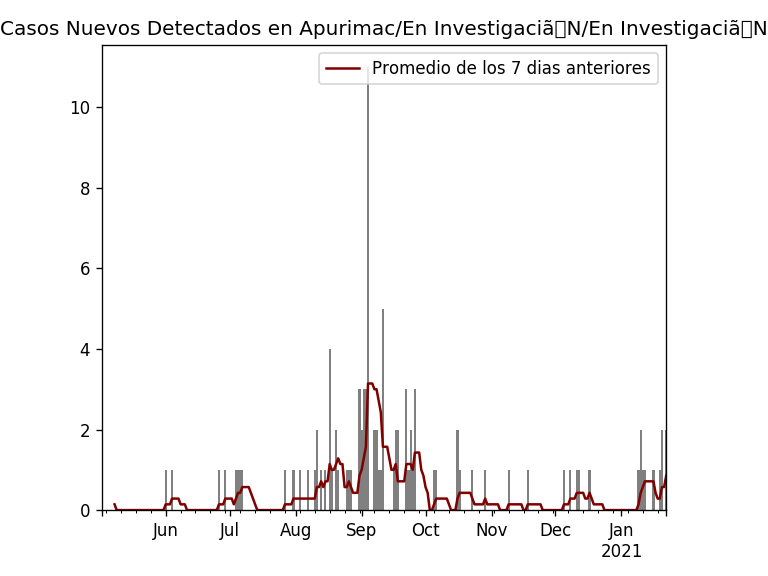 Casos Nuevos Detectados en Apurimac/En Investigaciã▯N/En Investigaciã▯N
Promedio de los 7 dias anteriores
10
8
6
4
2
0
Jun Jul Aug Sep Oct Nov Dec Jan
2021